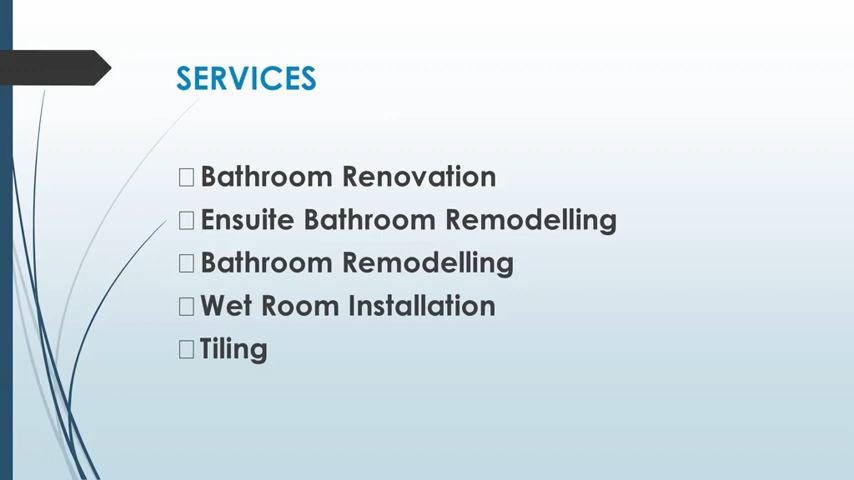 SERVICES
Bathroom Renovation
Ensuite Bathroom Remodelling
Bathroom Remodelling
Wet Room Installation
Tiling